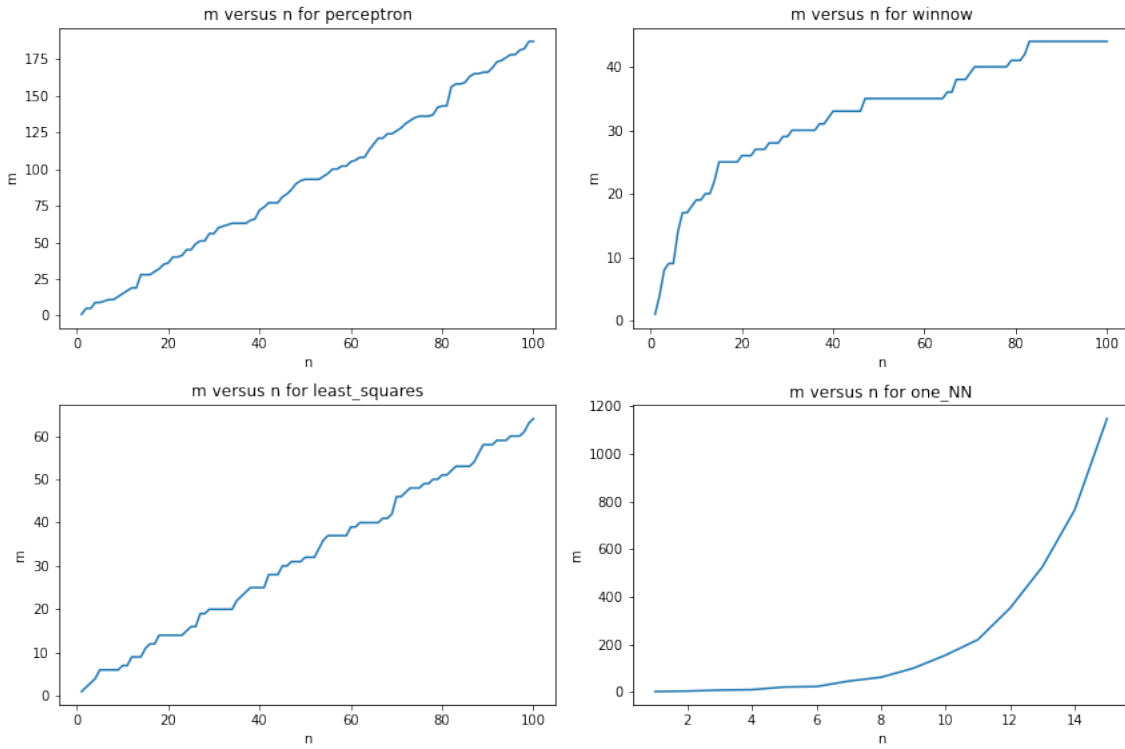 m versus n for perceptron
m
175
150
125
100
75
50
25
0
0 20 40 60 80 100
n
m versus n for winnow
m
40
30
20
10
0
0 20 40 60 80 100
n
m versus n for least_squares
m
60
50
40
30
20
10
0
0 20 40 60 80 100
n
m versus n for one_NN
m
1200
1000
800
600
400
200
0
2 4 6 8 10 12 14
n